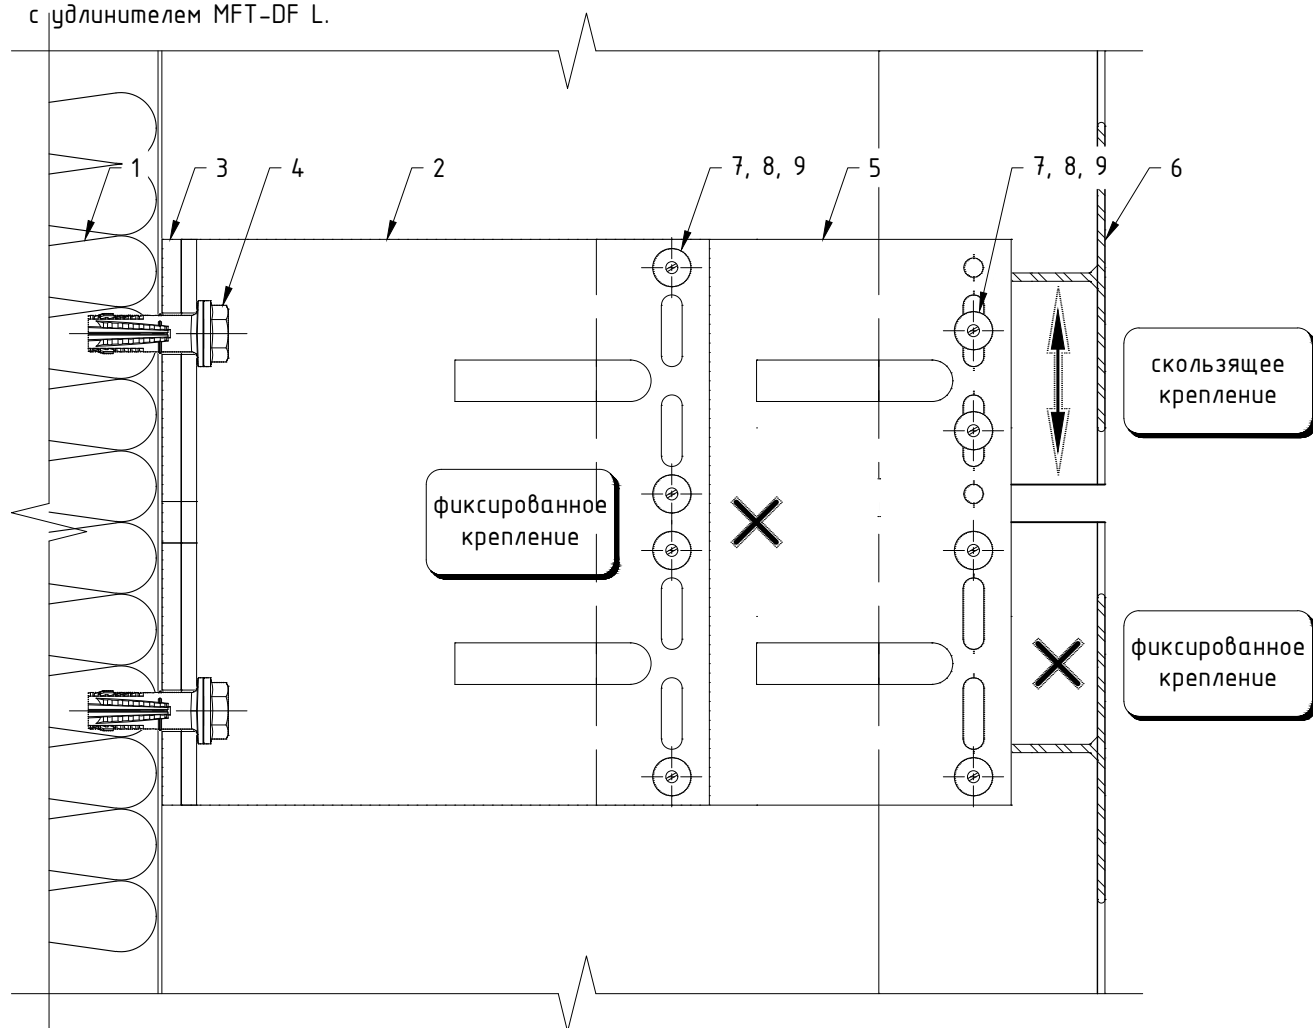 с удлинителем MFT-DF L.
1
3
4
2
7, 8, 9
5
7, 8, 9
6
скользящее
крепление
фиксированное
крепление
фиксированное
крепление